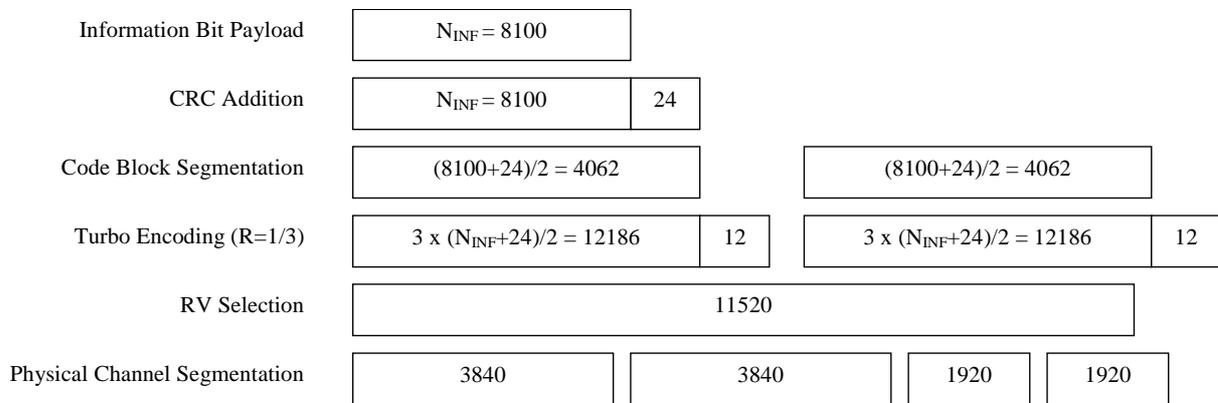 Information Bit Payload N_INF = 8100
CRC Addition N_INF = 8100 24
Code Block Segmentation (8100+24)/2 = 4062 (8100+24)/2 = 4062
Turbo Encoding (R=1/3) 3 x (N_INF+24)/2 = 12186 12 3 x (N_INF+24)/2 = 12186 12
RV Selection 11520
Physical Channel Segmentation 3840 3840 1920 1920